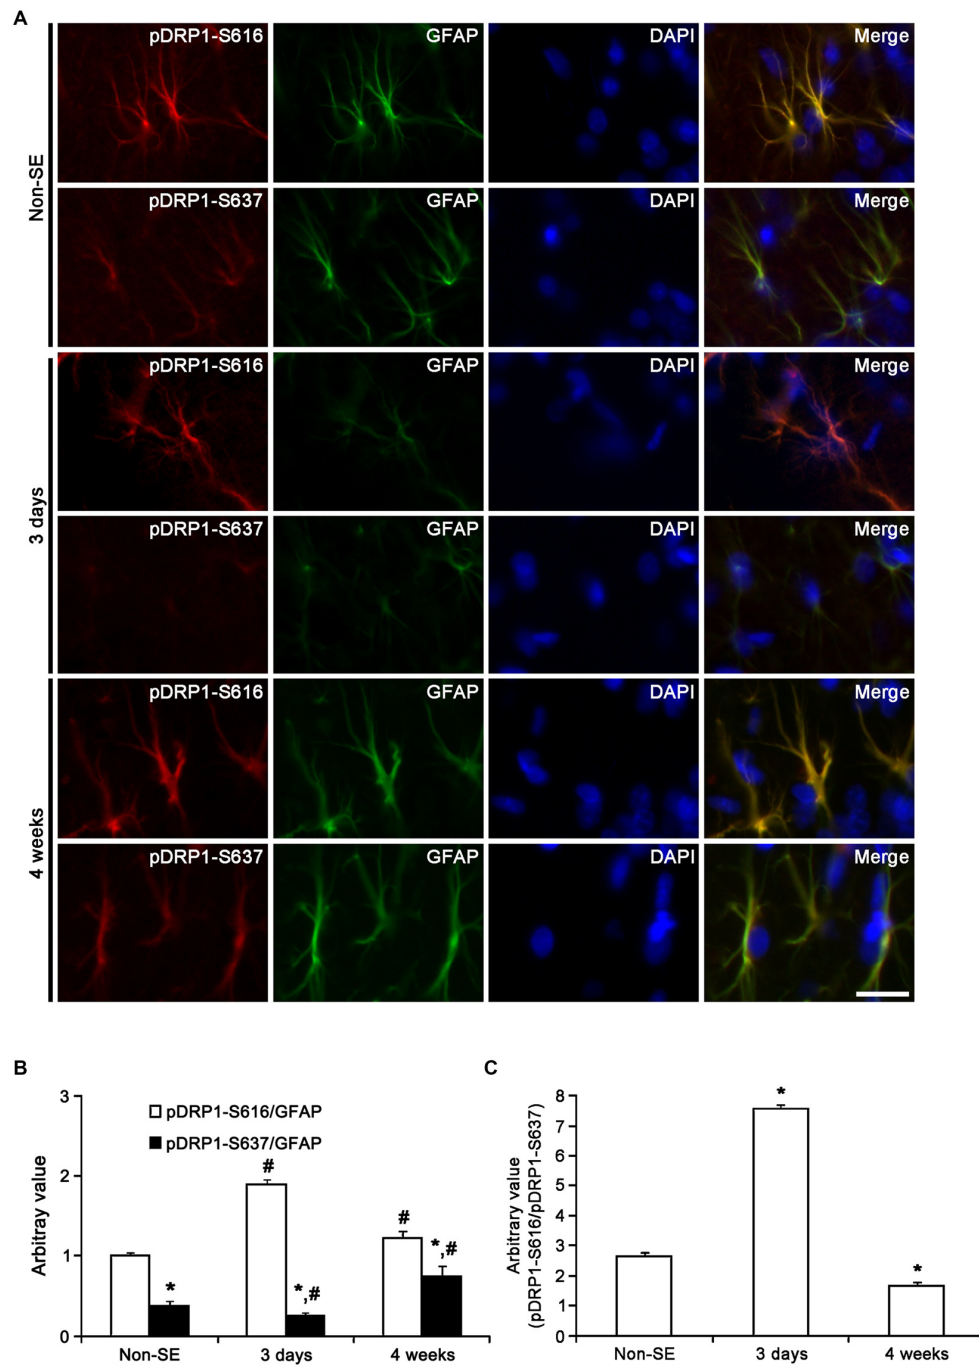 A
pDRP1-S616 GFAP DAPI Merge
Non-SE
pDRP1-S637 GFAP DAPI Merge
pDRP1-S616 GFAP DAPI Merge
3 days
pDRP1-S637 GFAP DAPI Merge
pDRP1-S616 GFAP DAPI Merge
4 weeks
pDRP1-S637 GFAP DAPI Merge
B
Arbitray value
3
2
1
0
pDRP1-S616/GFAP
pDRP1-S637/GFAP
*
#
*,#
#
*,#
Non-SE 3 days 4 weeks
C
Arbitrary value
(pDRP1-S616/pDRP1-S637)
8
7
6
5
4
3
2
1
0
*
*
Non-SE 3 days 4 weeks